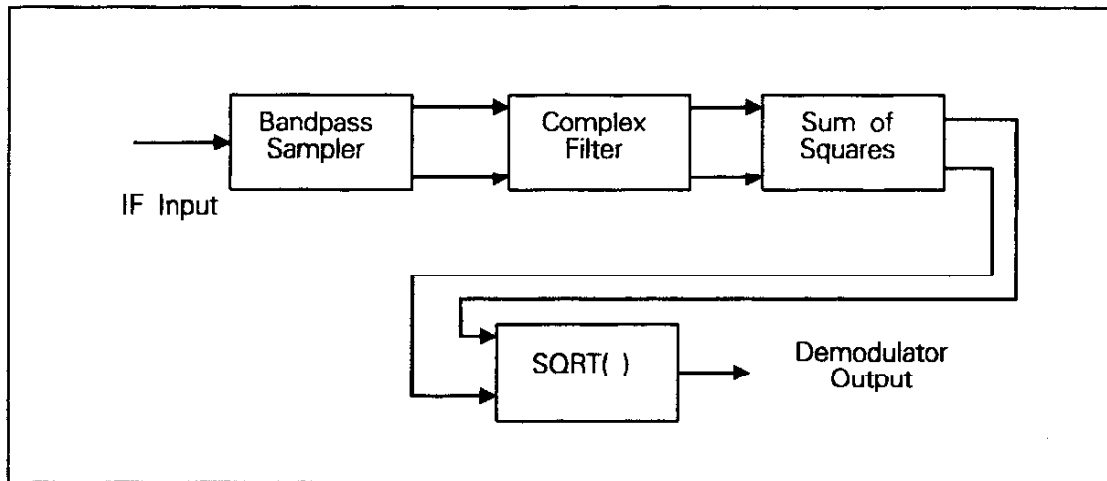 Bandpass
Sampler
Complex
Filter
Sum of
Squares
IF Input
SQRT( )
Demodulator
Output